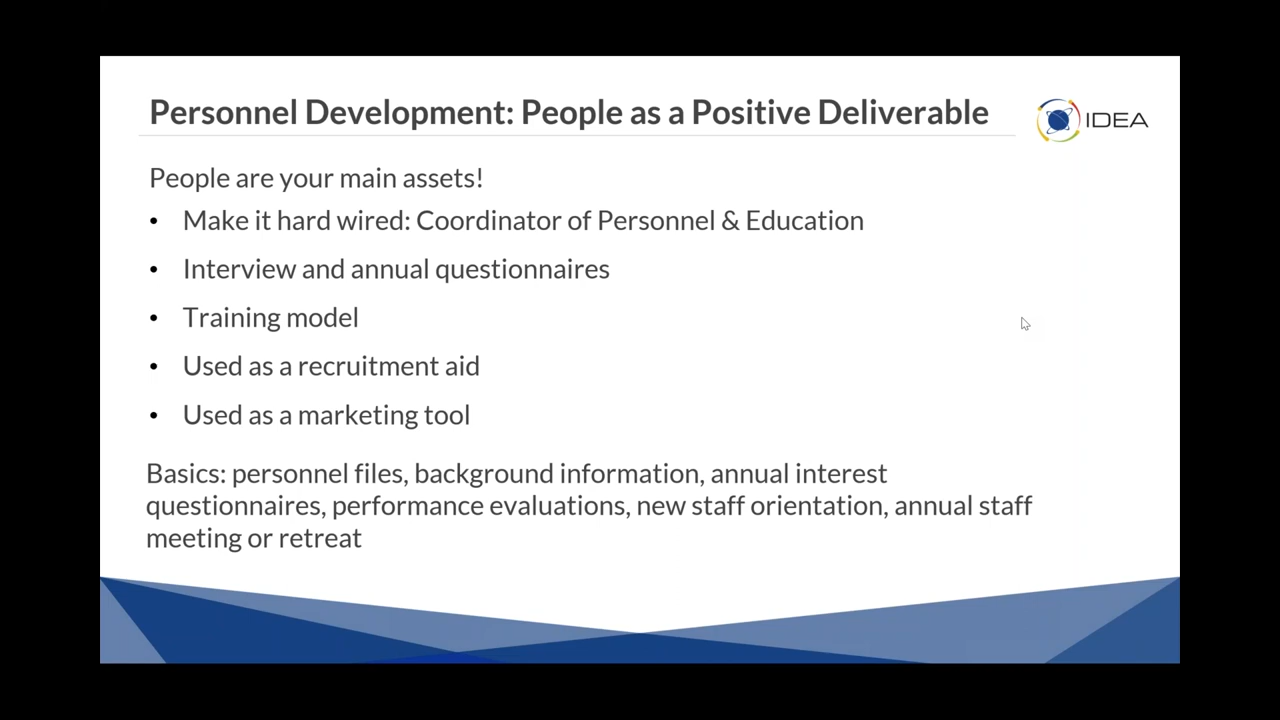 Personnel Development: People as a Positive Deliverable
IDEA
People are your main assets!
• Make it hard wired: Coordinator of Personnel & Education
• Interview and annual questionnaires
• Training model
• Used as a recruitment aid
• Used as a marketing tool
Basics: personnel files, background information, annual interest
questionnaires, performance evaluations, new staff orientation, annual staff
meeting or retreat